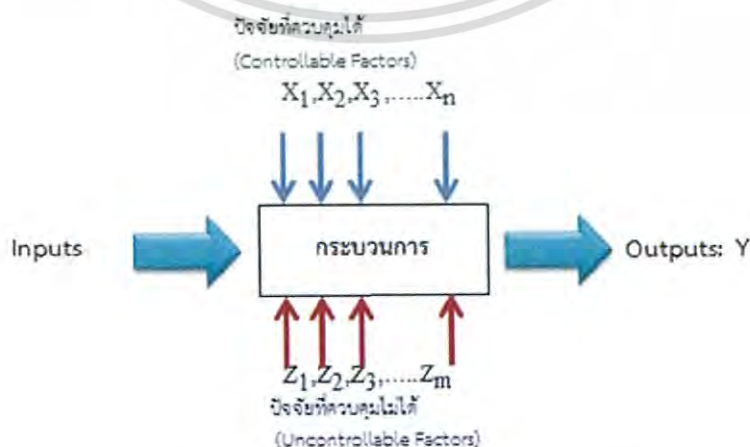 ปัจจัยที่ควบคุมได้
(Controllable Factors)
X1,X2,X3,.....Xn
Inputs
กระบวนการ
Outputs: Y
Z1,Z2,Z3,.....Zm
ปัจจัยที่ควบคุมไม่ได้
(Uncontrollable Factors)